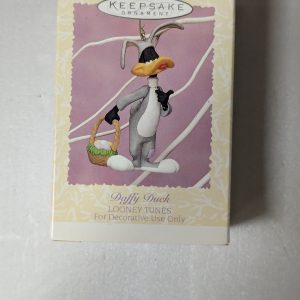 KEEPSAKE
ORNAMENT
Daffy Duck
LOONEY TUNES
For Decorative Use Only